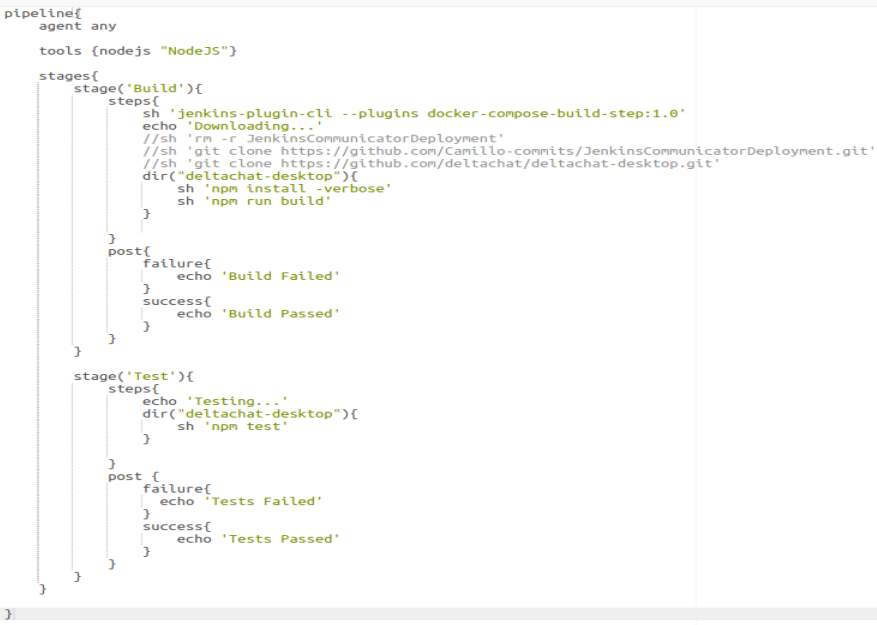 pipeline{
agent any
tools {nodejs "NodeJS"}
stages{
stage('Build'){
steps{
sh 'jenkins-plugin-cli --plugins docker-compose-build-step:1.0'
echo 'Downloading...'
//sh 'rm -r JenkinsCommunicatorDeployment'
//sh 'git clone https://github.com/Camillo-commits/JenkinsCommunicatorDeployment.git'
//sh 'git clone https://github.com/deltachat/deltachat-desktop.git'
dir("deltachat-desktop"){
sh 'npm install -verbose'
sh 'npm run build'
}
}
post{
failure{
echo 'Build Failed'
}
success{
echo 'Build Passed'
}
}
}
stage('Test'){
steps{
echo 'Testing...'
dir("deltachat-desktop"){
sh 'npm test'
}
}
post {
failure{
echo 'Tests Failed'
}
success{
echo 'Tests Passed'
}
}
}
}
}